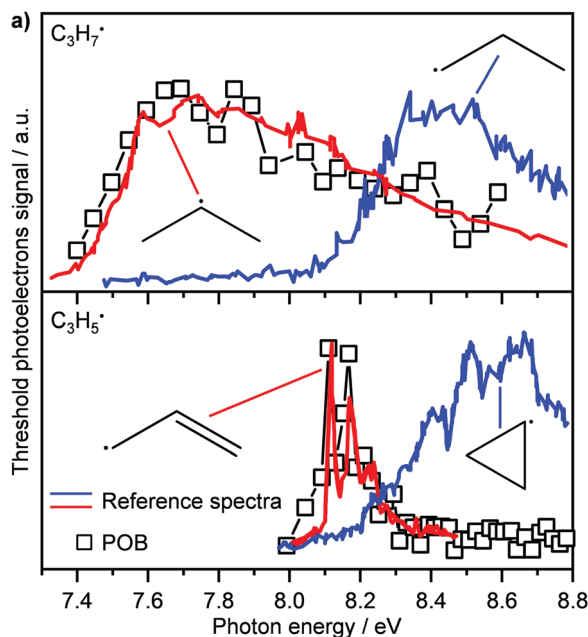 a)
C₃H₇•
C₃H₅•
Reference spectra
POB
Threshold photoelectrons signal / a.u.
7.4 7.6 7.8 8.0 8.2 8.4 8.6 8.8
Photon energy / eV